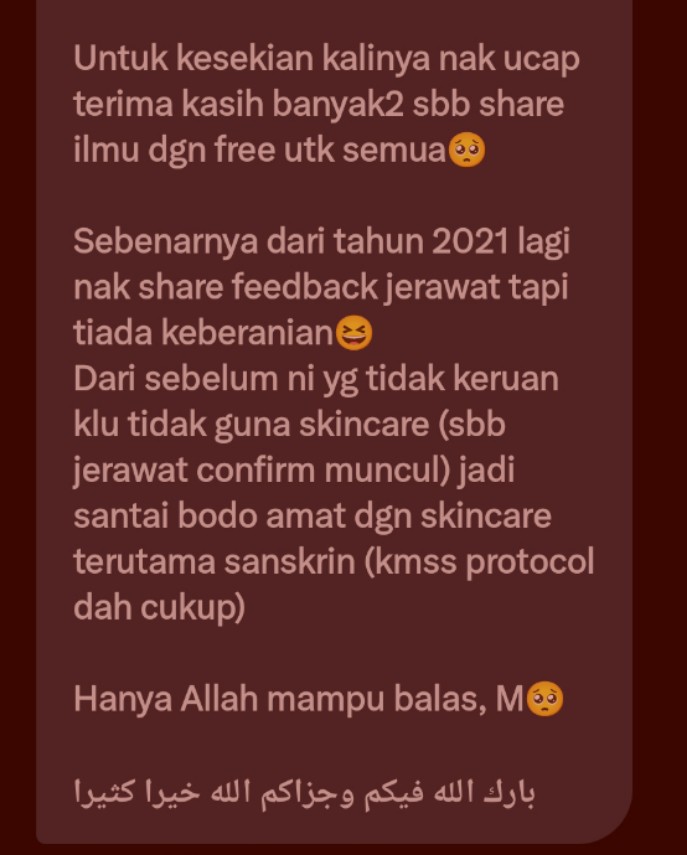 Untuk kesekian kalinya nak ucap
terima kasih banyak2 sbb share
ilmu dgn free utk semua🥺
Sebenarnya dari tahun 2021 lagi
nak share feedback jerawat tapi
tiada keberanian😆
Dari sebelum ni yg tidak keruan
klu tidak guna skincare (sbb
jerawat confirm muncul) jadi
santai bodo amat dgn skincare
terutama sanskrin (kmss protocol
dah cukup)
Hanya Allah mampu balas, M🥺
بارك الله فيكم وجزاكم الله خيرا كثيرا